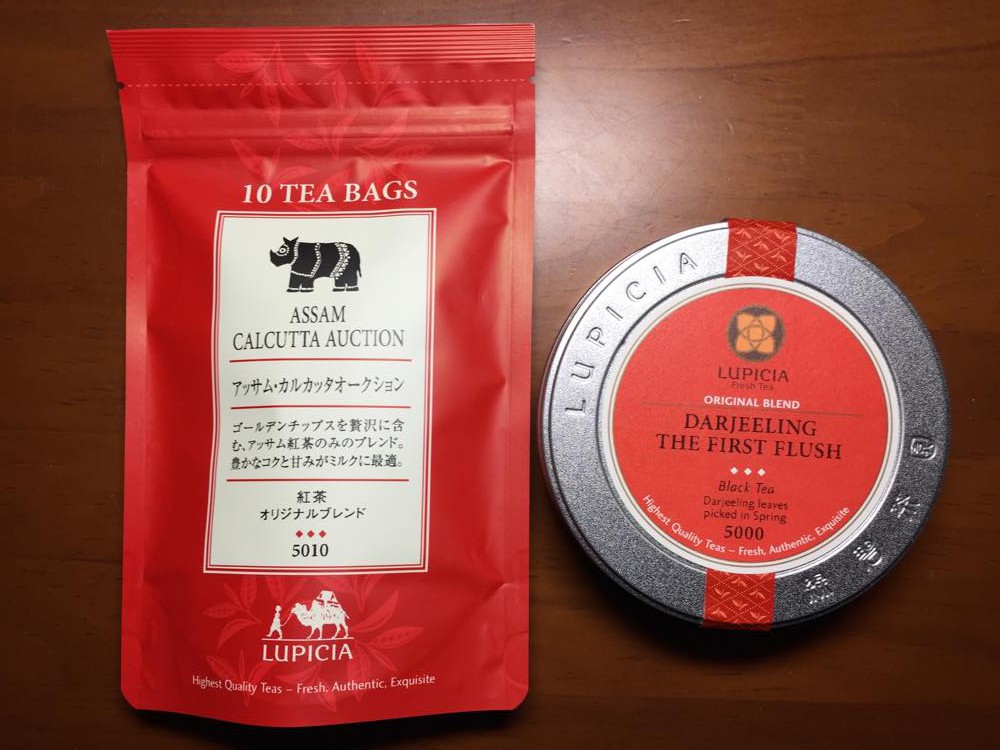 10 TEA BAGS
ASSAM
CALCUTTA AUCTION
アッサム・カルカッタオークション
ゴールデンチップスを贅沢に含
む、アッサム紅茶のみのブレンド。
豊かなコクと甘みがミルクに最適。
紅茶
オリジナルブレンド
5010
LUPICIA
Highest Quality Teas – Fresh, Authentic, Exquisite
LUPICIA
LUPICIA
Fresh Tea
ORIGINAL BLEND
DARJEELING
THE FIRST FLUSH
Black Tea
Darjeeling leaves
picked in Spring
5000
Highest Quality Teas – Fresh, Authentic, Exquisite